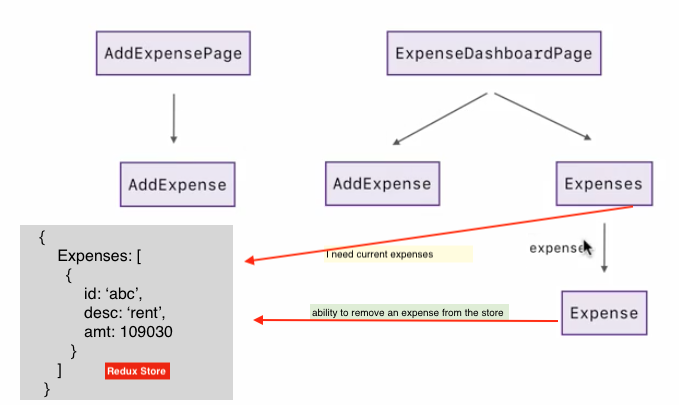 AddExpensePage
ExpenseDashboardPage
AddExpense
AddExpense
Expenses
{
Expenses: [
{
id: ‘abc’,
desc: ‘rent’,
amt: 109030
}
]
}
Redux Store
I need current expenses
expense
ability to remove an expense from the store
Expense